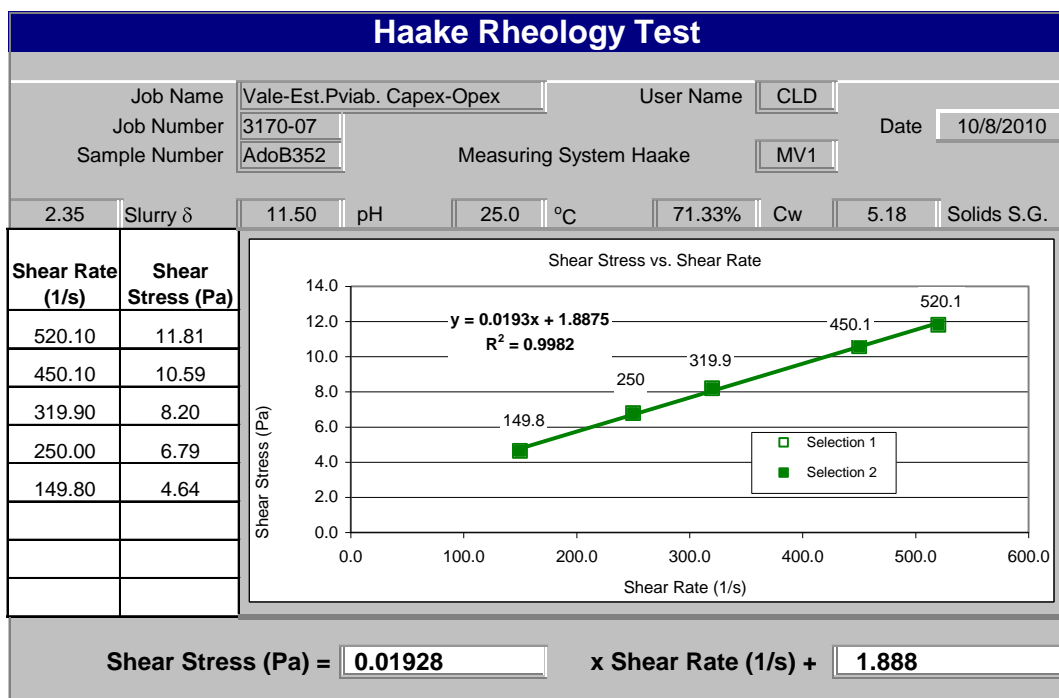 Haake Rheology Test
Job Name Vale-Est.Pviab. Capex-Opex User Name CLD
Job Number 3170-07 Date 10/8/2010
Sample Number AdoB352 Measuring System Haake MV1
2.35 Slurry δ 11.50 pH 25.0 °C 71.33% Cw 5.18 Solids S.G.
Shear Rate (1/s) Shear Stress (Pa)
520.10 11.81
450.10 10.59
319.90 8.20
250.00 6.79
149.80 4.64
Shear Stress vs. Shear Rate
y = 0.0193x + 1.8875
R² = 0.9982
14.0
12.0
10.0
8.0
6.0
4.0
2.0
0.0
Shear Stress (Pa)
149.8
250
319.9
450.1
520.1
Selection 1
Selection 2
0.0 100.0 200.0 300.0 400.0 500.0 600.0
Shear Rate (1/s)
Shear Stress (Pa) = 0.01928 x Shear Rate (1/s) + 1.888